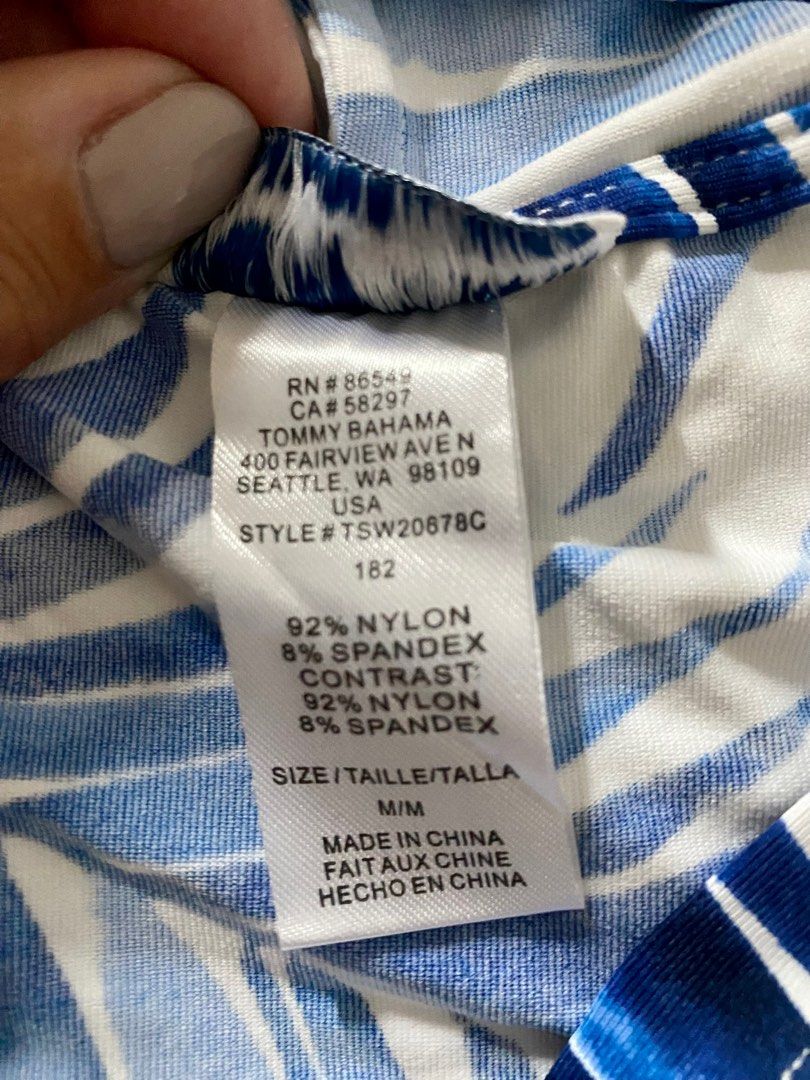 RN # 86549
CA # 58297
TOMMY BAHAMA
400 FAIRVIEW AVE N
SEATTLE, WA 98109
USA
STYLE # TSW20878C
182
92% NYLON
8% SPANDEX
CONTRAST:
92% NYLON
8% SPANDEX
SIZE/TAILLE/TALLA
M/M
MADE IN CHINA
FAIT AUX CHINE
HECHO EN CHINA